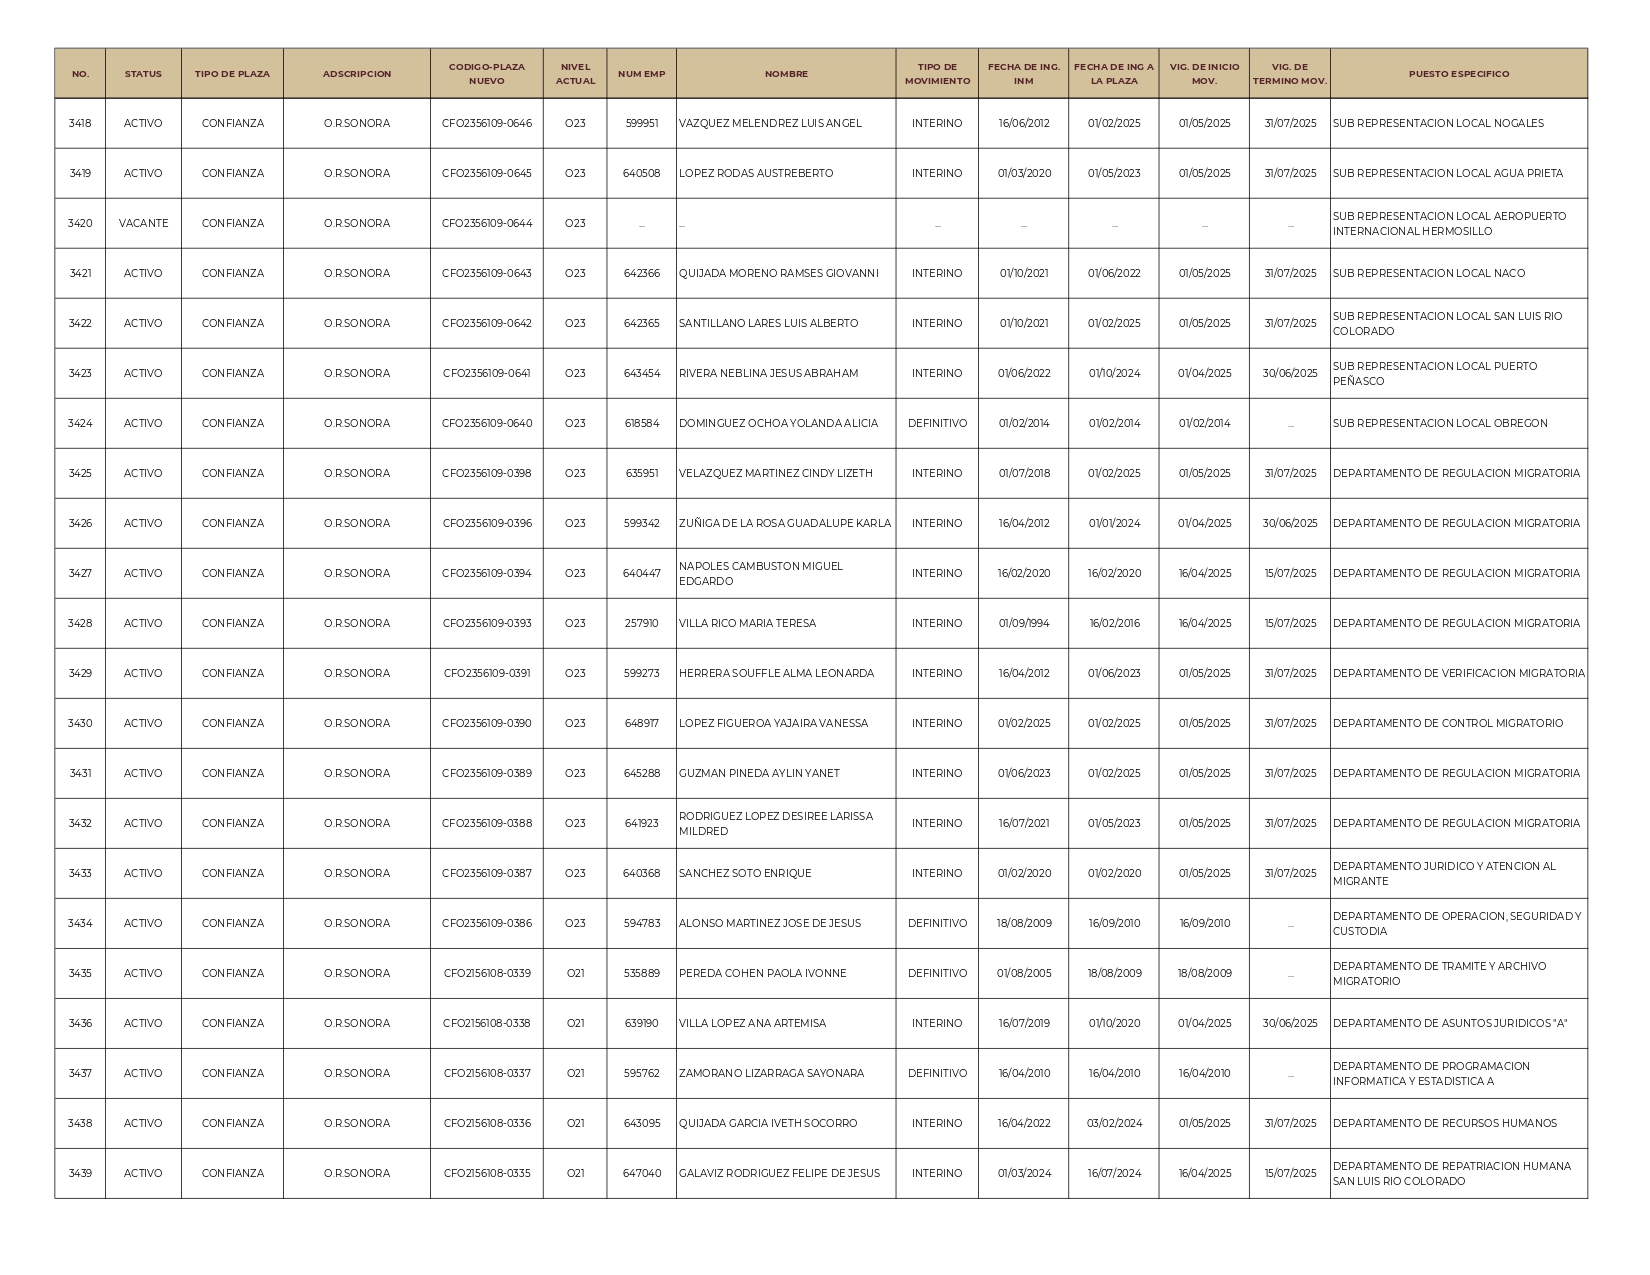 NO. STATUS TIPO DE PLAZA ADSCRIPCION CODIGO-PLAZA NUEVO NIVEL ACTUAL NUM EMP NOMBRE TIPO DE MOVIMIENTO FECHA DE ING. INM FECHA DE ING A LA PLAZA VIG. DE INICIO MOV. VIG. DE TERMINO MOV. PUESTO ESPECIFICO
3418 ACTIVO CONFIANZA O.R.SONORA CFO2356109-0646 O23 599951 VAZQUEZ MELENDREZ LUIS ANGEL INTERINO 16/06/2012 01/02/2025 01/05/2025 31/07/2025 SUB REPRESENTACION LOCAL NOGALES
3419 ACTIVO CONFIANZA O.R.SONORA CFO2356109-0645 O23 640508 LOPEZ RODAS AUSTREBERTO INTERINO 01/03/2020 01/05/2023 01/05/2025 31/07/2025 SUB REPRESENTACION LOCAL AGUA PRIETA
3420 VACANTE CONFIANZA O.R.SONORA CFO2356109-0644 O23 ... ... ... ... ... ... ... SUB REPRESENTACION LOCAL AEROPUERTO INTERNACIONAL HERMOSILLO
3421 ACTIVO CONFIANZA O.R.SONORA CFO2356109-0643 O23 642366 QUIJADA MORENO RAMSES GIOVANNI INTERINO 01/10/2021 01/06/2022 01/05/2025 31/07/2025 SUB REPRESENTACION LOCAL NACO
3422 ACTIVO CONFIANZA O.R.SONORA CFO2356109-0642 O23 642365 SANTILLANO LARES LUIS ALBERTO INTERINO 01/10/2021 01/02/2025 01/05/2025 31/07/2025 SUB REPRESENTACION LOCAL SAN LUIS RIO COLORADO
3423 ACTIVO CONFIANZA O.R.SONORA CFO2356109-0641 O23 643454 RIVERA NEBLINA JESUS ABRAHAM INTERINO 01/06/2022 01/10/2024 01/04/2025 30/06/2025 SUB REPRESENTACION LOCAL PUERTO PEÑASCO
3424 ACTIVO CONFIANZA O.R.SONORA CFO2356109-0640 O23 618584 DOMINGUEZ OCHOA YOLANDA ALICIA DEFINITIVO 01/02/2014 01/02/2014 01/02/2014 ... SUB REPRESENTACION LOCAL OBREGON
3425 ACTIVO CONFIANZA O.R.SONORA CFO2356109-0398 O23 635951 VELAZQUEZ MARTINEZ CINDY LIZETH INTERINO 01/07/2018 01/02/2025 01/05/2025 31/07/2025 DEPARTAMENTO DE REGULACION MIGRATORIA
3426 ACTIVO CONFIANZA O.R.SONORA CFO2356109-0396 O23 599342 ZUÑIGA DE LA ROSA GUADALUPE KARLA INTERINO 16/04/2012 01/01/2024 01/04/2025 30/06/2025 DEPARTAMENTO DE REGULACION MIGRATORIA
3427 ACTIVO CONFIANZA O.R.SONORA CFO2356109-0394 O23 640447 NAPOLES CAMBUSTON MIGUEL EDGARDO INTERINO 16/02/2020 16/02/2020 16/04/2025 15/07/2025 DEPARTAMENTO DE REGULACION MIGRATORIA
3428 ACTIVO CONFIANZA O.R.SONORA CFO2356109-0393 O23 257910 VILLA RICO MARIA TERESA INTERINO 01/09/1994 16/02/2016 16/04/2025 15/07/2025 DEPARTAMENTO DE REGULACION MIGRATORIA
3429 ACTIVO CONFIANZA O.R.SONORA CFO2356109-0391 O23 599273 HERRERA SOUFFLE ALMA LEONARDA INTERINO 16/04/2012 01/06/2023 01/05/2025 31/07/2025 DEPARTAMENTO DE VERIFICACION MIGRATORIA
3430 ACTIVO CONFIANZA O.R.SONORA CFO2356109-0390 O23 648917 LOPEZ FIGUEROA YAJAIRA VANESSA INTERINO 01/02/2025 01/02/2025 01/05/2025 31/07/2025 DEPARTAMENTO DE CONTROL MIGRATORIO
3431 ACTIVO CONFIANZA O.R.SONORA CFO2356109-0389 O23 645288 GUZMAN PINEDA AYLIN YANET INTERINO 01/06/2023 01/02/2025 01/05/2025 31/07/2025 DEPARTAMENTO DE REGULACION MIGRATORIA
3432 ACTIVO CONFIANZA O.R.SONORA CFO2356109-0388 O23 641923 RODRIGUEZ LOPEZ DESIREE LARISSA MILDRED INTERINO 16/07/2021 01/05/2023 01/05/2025 31/07/2025 DEPARTAMENTO DE REGULACION MIGRATORIA
3433 ACTIVO CONFIANZA O.R.SONORA CFO2356109-0387 O23 640368 SANCHEZ SOTO ENRIQUE INTERINO 01/02/2020 01/02/2020 01/05/2025 31/07/2025 DEPARTAMENTO JURIDICO Y ATENCION AL MIGRANTE
3434 ACTIVO CONFIANZA O.R.SONORA CFO2356109-0386 O23 594783 ALONSO MARTINEZ JOSE DE JESUS DEFINITIVO 18/08/2009 16/09/2010 16/09/2010 ... DEPARTAMENTO DE OPERACION, SEGURIDAD Y CUSTODIA
3435 ACTIVO CONFIANZA O.R.SONORA CFO2156108-0339 O21 535889 PEREDA COHEN PAOLA IVONNE DEFINITIVO 01/08/2005 18/08/2009 18/08/2009 ... DEPARTAMENTO DE TRAMITE Y ARCHIVO MIGRATORIO
3436 ACTIVO CONFIANZA O.R.SONORA CFO2156108-0338 O21 639190 VILLA LOPEZ ANA ARTEMISA INTERINO 16/07/2019 01/10/2020 01/04/2025 30/06/2025 DEPARTAMENTO DE ASUNTOS JURIDICOS "A"
3437 ACTIVO CONFIANZA O.R.SONORA CFO2156108-0337 O21 595762 ZAMORANO LIZARRAGA SAYONARA DEFINITIVO 16/04/2010 16/04/2010 16/04/2010 ... DEPARTAMENTO DE PROGRAMACION INFORMATICA Y ESTADISTICA A
3438 ACTIVO CONFIANZA O.R.SONORA CFO2156108-0336 O21 643095 QUIJADA GARCIA IVETH SOCORRO INTERINO 16/04/2022 03/02/2024 01/05/2025 31/07/2025 DEPARTAMENTO DE RECURSOS HUMANOS
3439 ACTIVO CONFIANZA O.R.SONORA CFO2156108-0335 O21 647040 GALAVIZ RODRIGUEZ FELIPE DE JESUS INTERINO 01/03/2024 16/07/2024 16/04/2025 15/07/2025 DEPARTAMENTO DE REPATRIACION HUMANA SAN LUIS RIO COLORADO